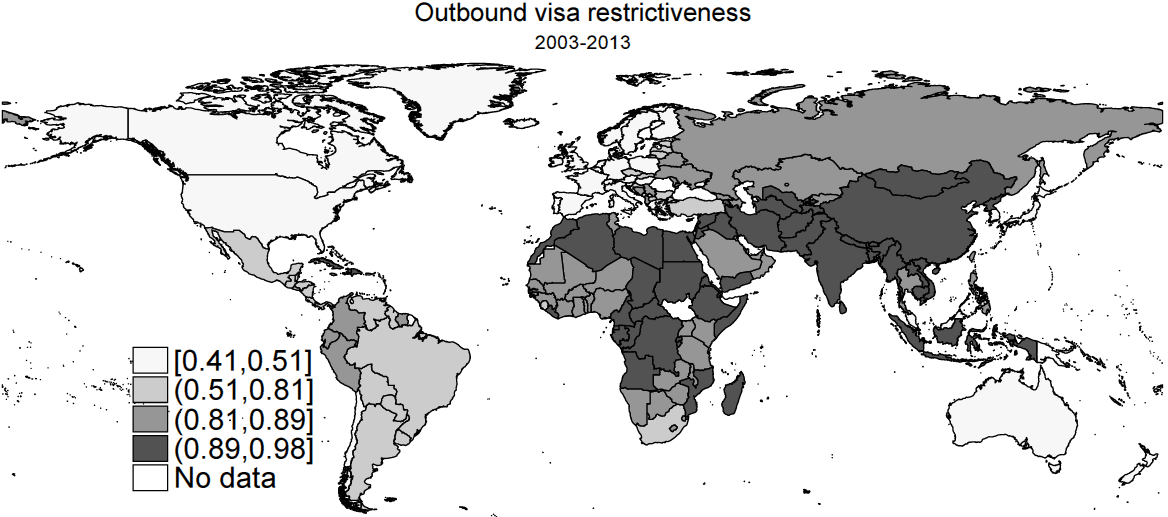 Outbound visa restrictiveness
2003-2013
[0.41,0.51]
(0.51,0.81]
(0.81,0.89]
(0.89,0.98]
No data